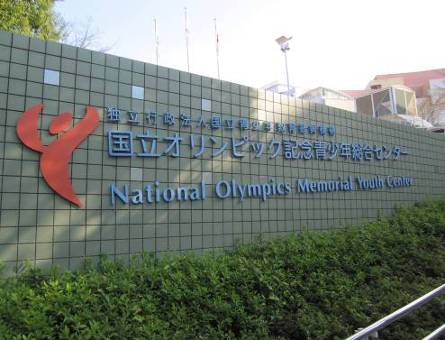 独立行政法人国立青少年教育振興機構
国立オリンピック記念青少年総合センター
National Olympics Memorial Youth Center